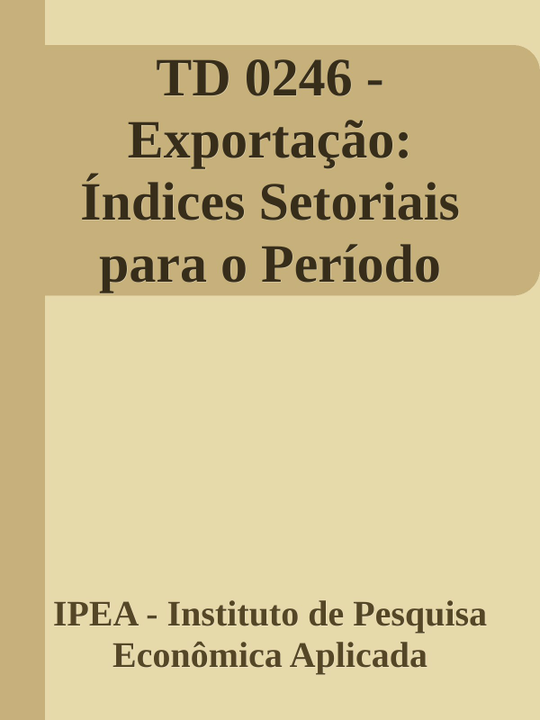 TD 0246 -
Exportação:
Índices Setoriais
para o Período
IPEA - Instituto de Pesquisa
Econômica Aplicada